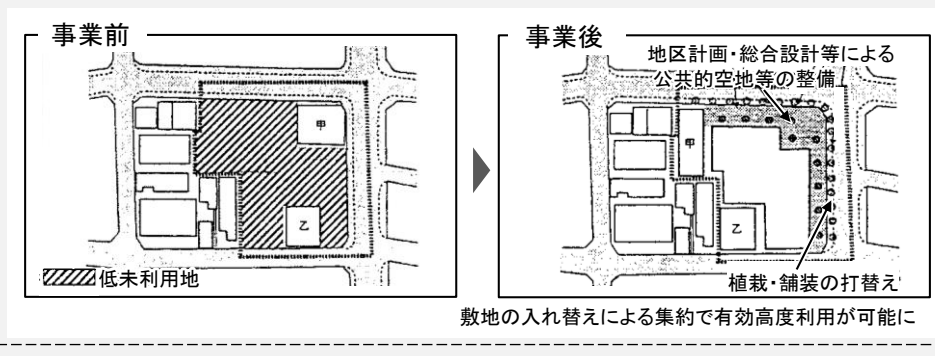 事業前
甲
乙
低未利用地
事業後
地区計画・総合設計等による
公共的空地等の整備
甲
乙
植栽・舗装の打替え
敷地の入れ替えによる集約で有効高度利用が可能に